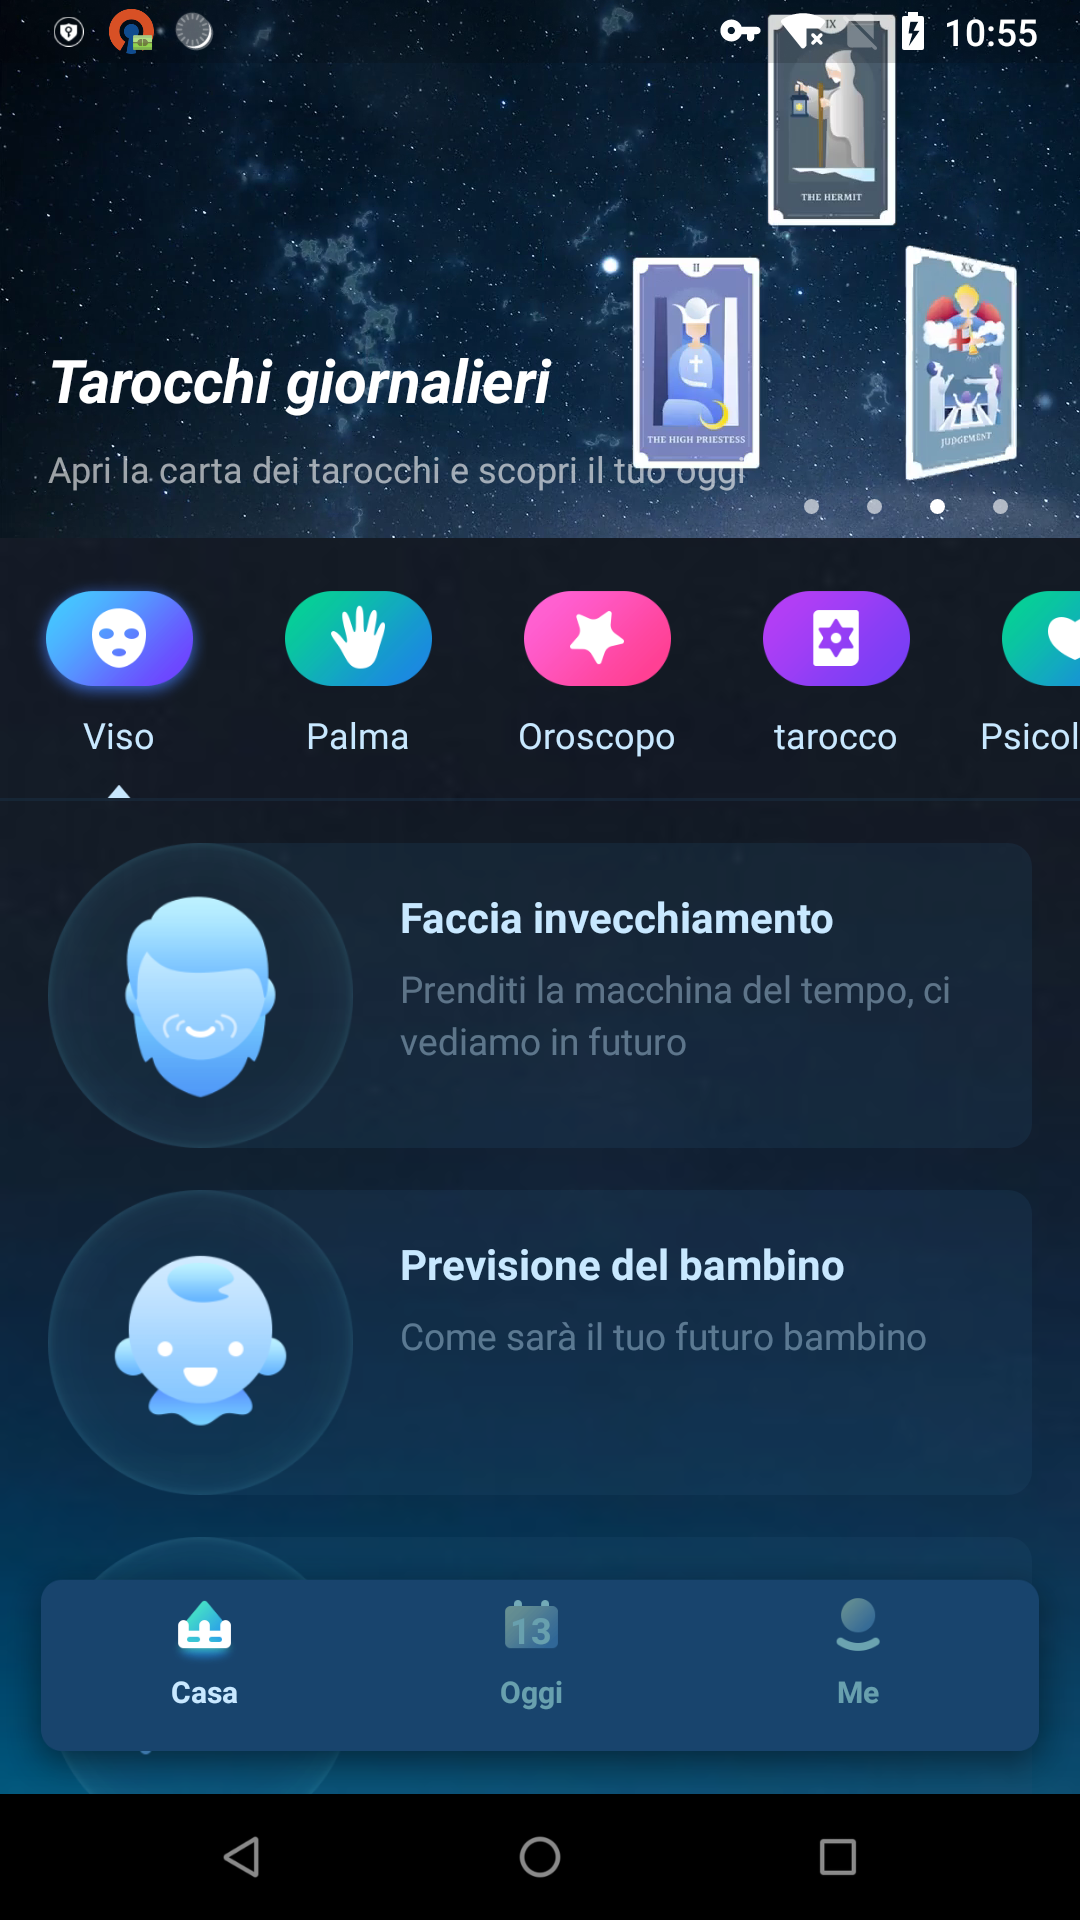 10:55
IX
THE HERMIT
II
XX
Tarocchi giornalieri
THE HIGH PRIESTESS
JUDGEMENT
Apri la carta dei tarocchi e scopri il tuo oggi
Viso
Palma
Oroscopo
tarocco
Psicol
Faccia invecchiamento
Prenditi la macchina del tempo, ci
vediamo in futuro
Previsione del bambino
Come sarà il tuo futuro bambino
13
Casa
Oggi
Me